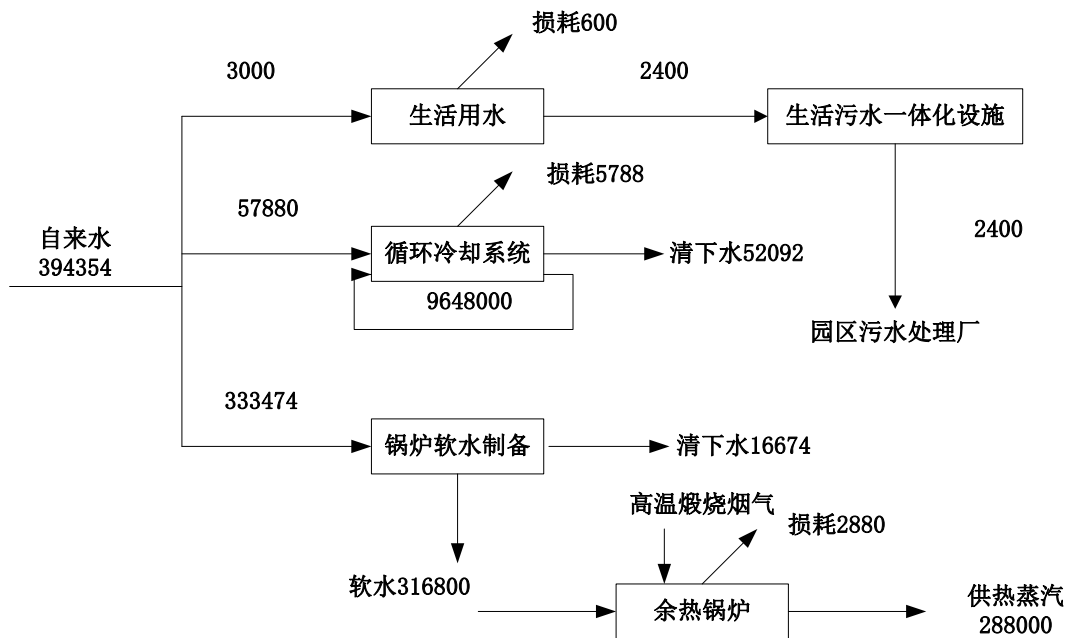 损耗600
3000
2400
生活用水
生活污水一体化设施
损耗5788
57880
2400
自来水
394354
循环冷却系统
清下水52092
9648000
园区污水处理厂
333474
锅炉软水制备
清下水16674
高温煅烧烟气
损耗2880
软水316800
余热锅炉
供热蒸汽
288000